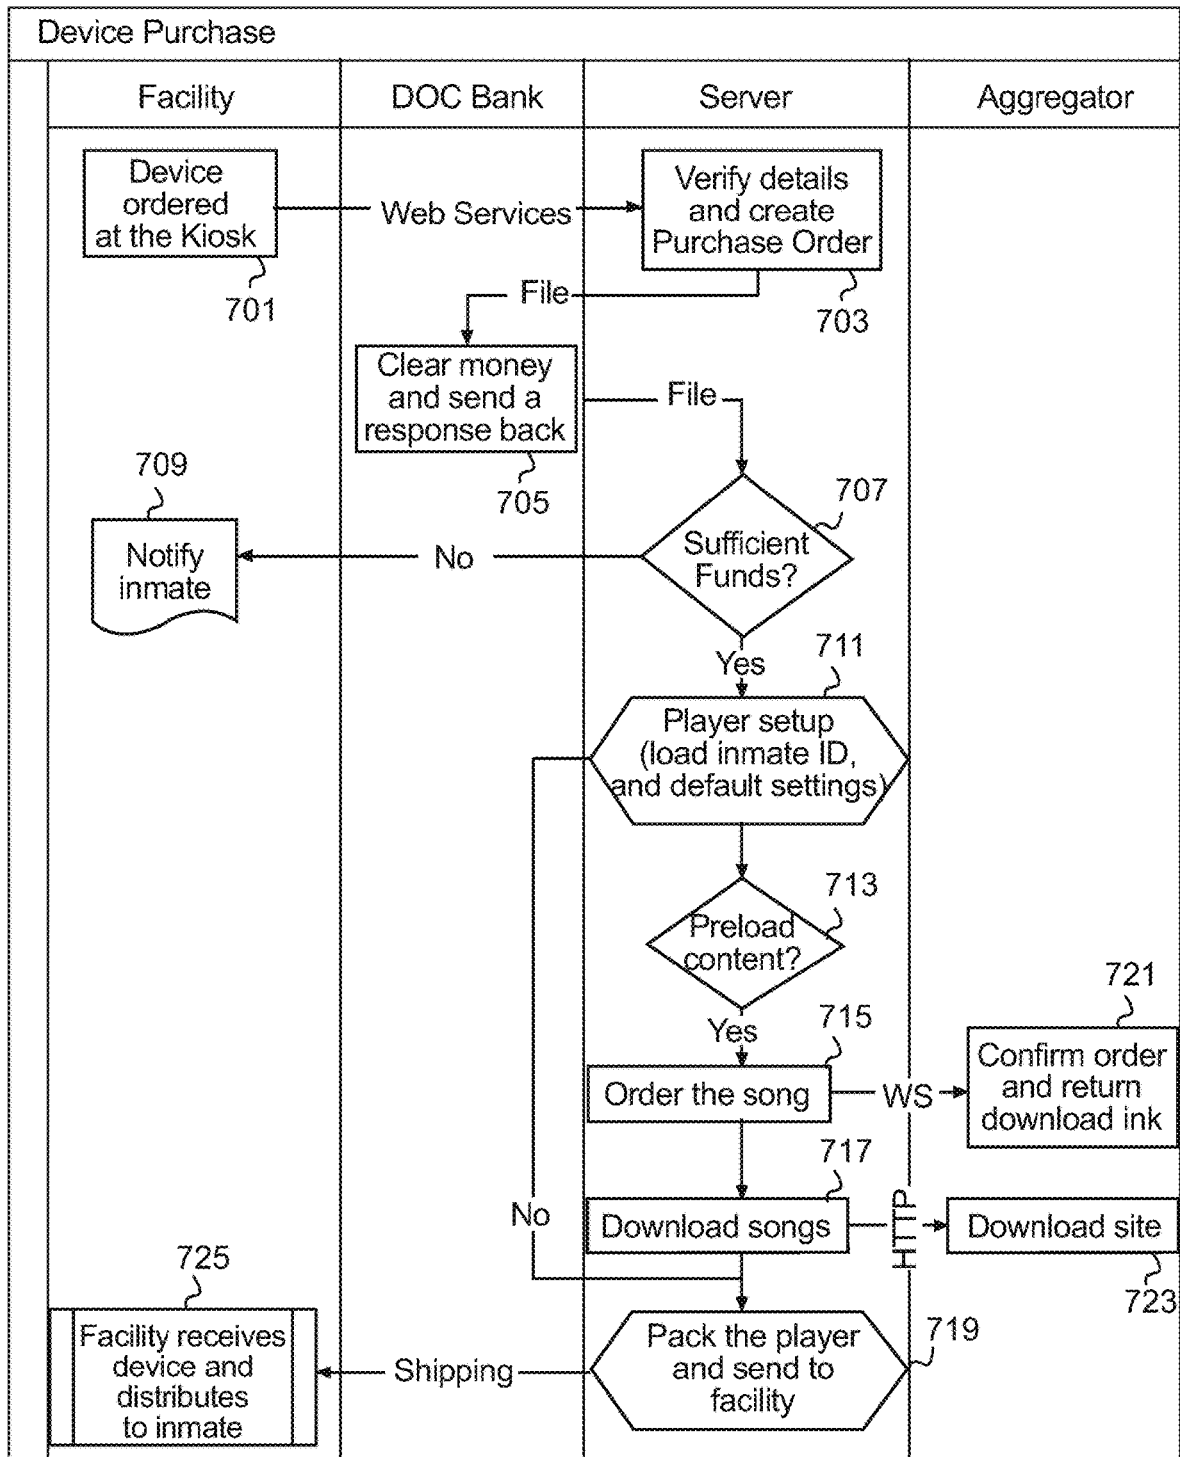 Device Purchase
Facility
DOC Bank
Server
Aggregator
Device
ordered
at the Kiosk
701
Web Services
Verify details
and create
Purchase Order
703
File
Clear money
and send a
response back
705
File
709
Notify
inmate
No
707
Sufficient
Funds?
Yes
711
Player setup
(load inmate ID,
and default settings)
713
Preload
content?
Yes
715
Order the song
WS
721
Confirm order
and return
download ink
717
No
Download songs
HTTP
Download site
723
725
Facility receives
device and
distributes
to inmate
Shipping
Pack the player
and send to
facility
719